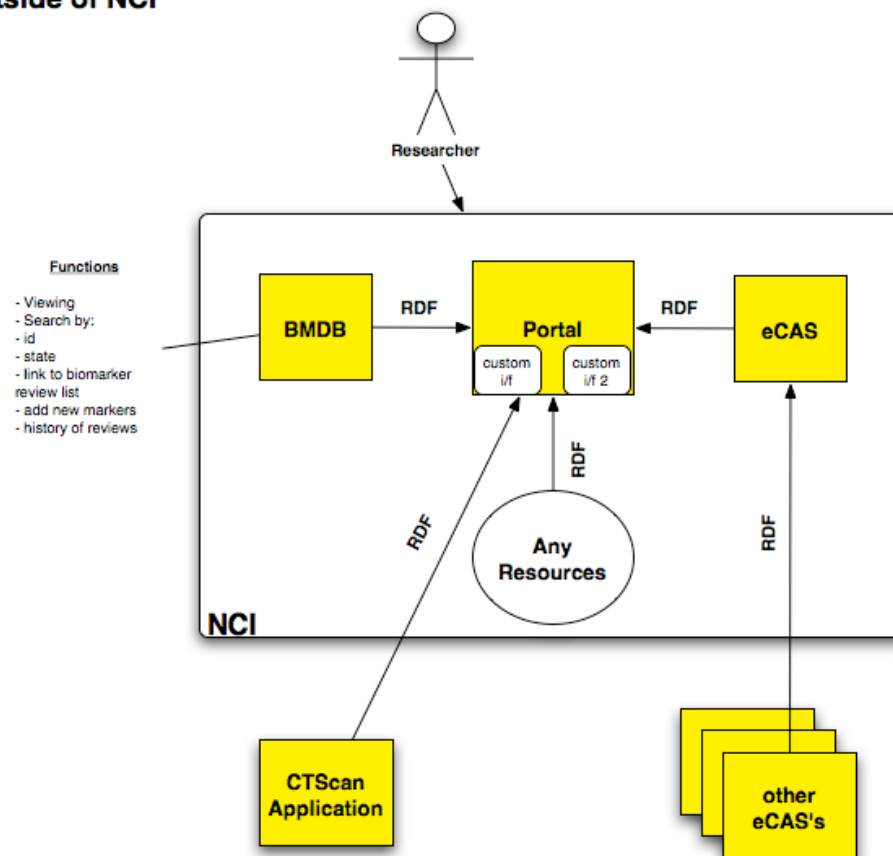 of NCI
Researcher
Functions
- Viewing
- Search by:
- id
- state
- link to biomarker
review list
- add new markers
- history of reviews
BMDB
RDF
Portal
custom
i/f
custom
i/f 2
RDF
eCAS
RDF
RDF
Any
Resources
RDF
NCI
CTScan
Application
other
eCAS's